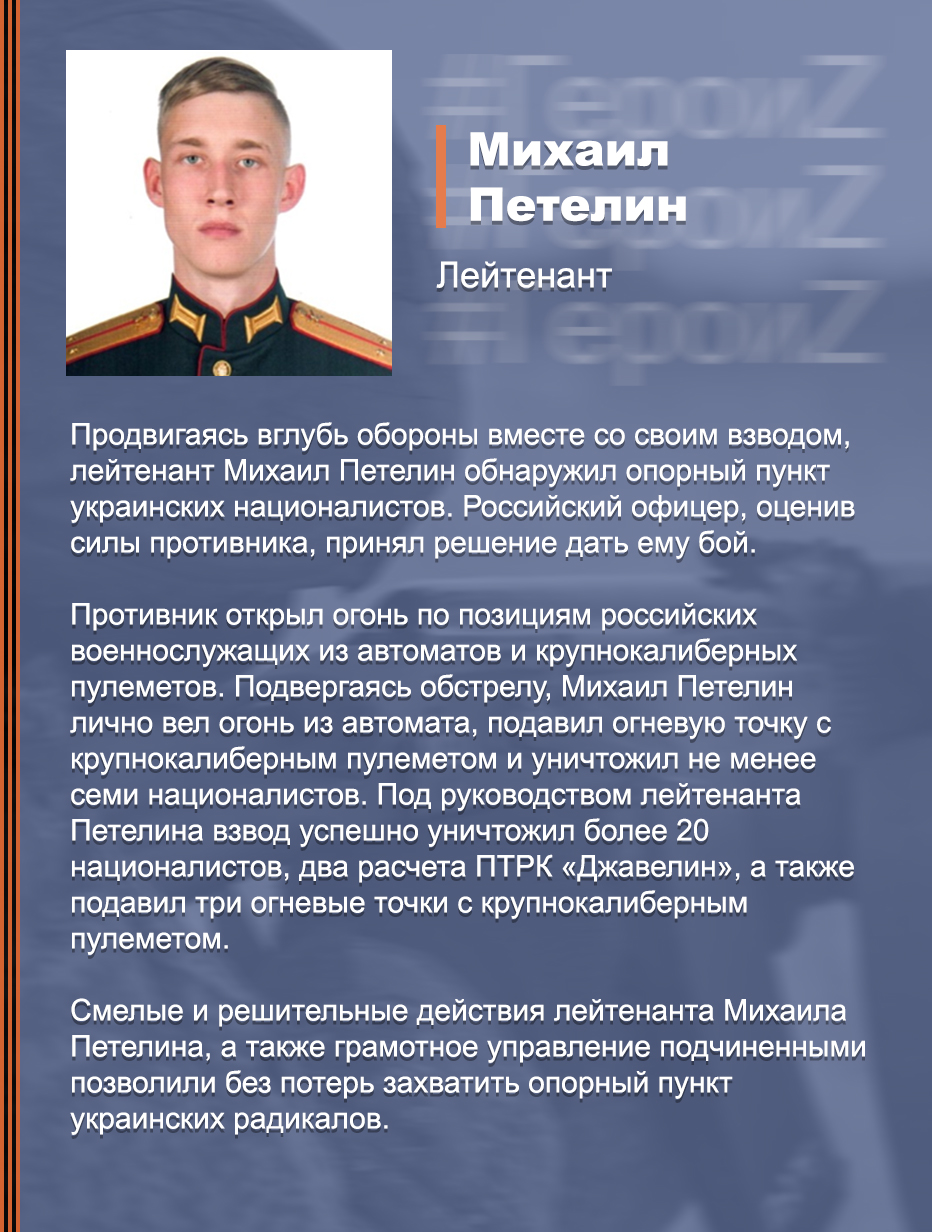 #ГероиZ
Михаил
Петелин
#ГероиZ
Лейтенант
#ГероиZ
Продвигаясь вглубь обороны вместе со своим взводом,
лейтенант Михаил Петелин обнаружил опорный пункт
украинских националистов. Российский офицер, оценив
силы противника, принял решение дать ему бой.
Противник открыл огонь по позициям российских
военнослужащих из автоматов и крупнокалиберных
пулеметов. Подвергаясь обстрелу, Михаил Петелин
лично вел огонь из автомата, подавил огневую точку с
крупнокалиберным пулеметом и уничтожил не менее
семи националистов. Под руководством лейтенанта
Петелина взвод успешно уничтожил более 20
националистов, два расчета ПТРК «Джавелин», а также
подавил три огневые точки с крупнокалиберным
пулеметом.
Смелые и решительные действия лейтенанта Михаила
Петелина, а также грамотное управление подчиненными
позволили без потерь захватить опорный пункт
украинских радикалов.